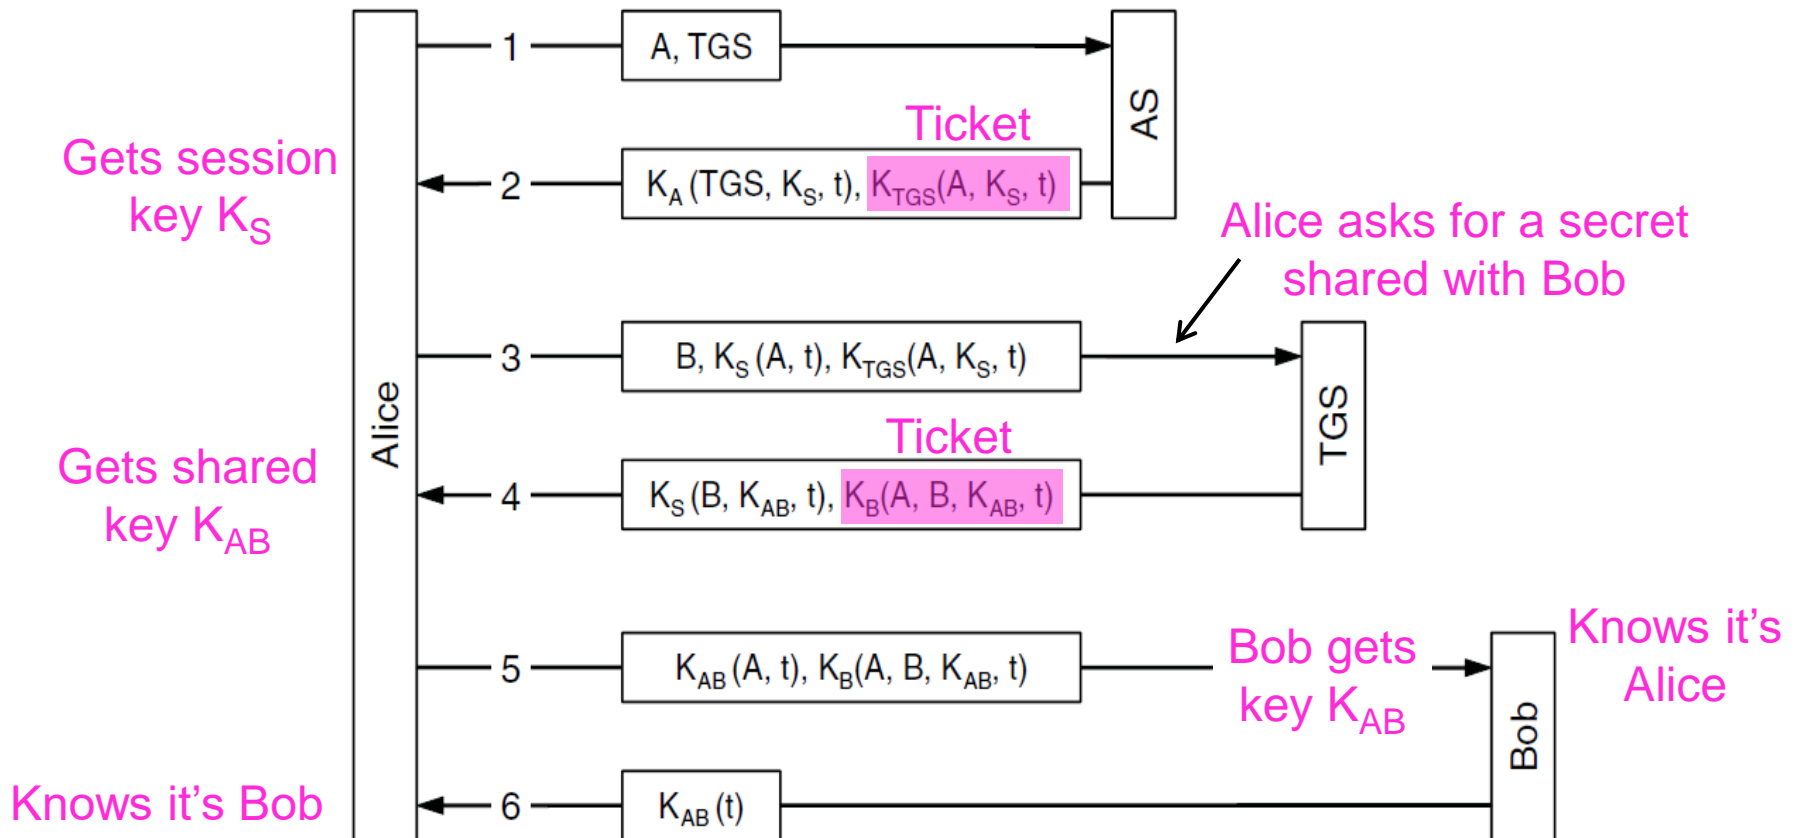 1
A, TGS
AS
Ticket
Gets session
key K_S
2
K_A (TGS, K_S, t), K_TGS(A, K_S, t)
Alice asks for a secret
shared with Bob
3
B, K_S (A, t), K_TGS(A, K_S, t)
Alice
TGS
Ticket
Gets shared
key K_AB
4
K_S (B, K_AB, t), K_B(A, B, K_AB, t)
5
K_AB (A, t), K_B(A, B, K_AB, t)
Bob gets
key K_AB
Knows it’s
Alice
Bob
Knows it’s Bob
6
K_AB (t)